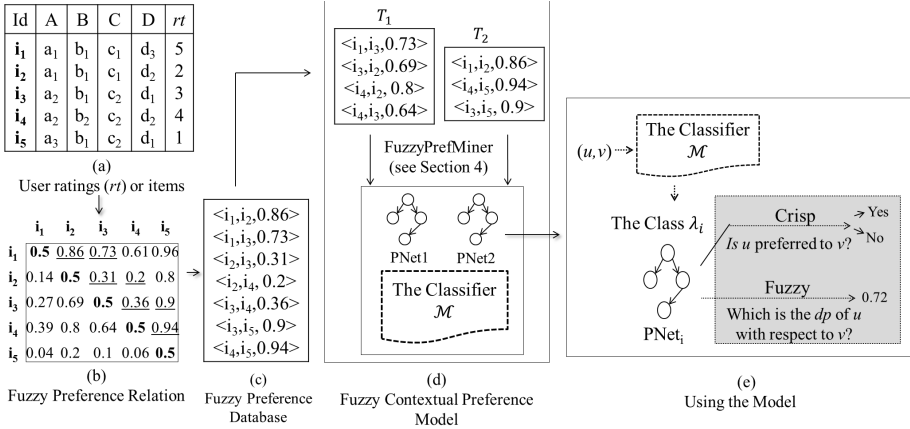 Id A B C D rt
i1 a1 b1 c1 d3 5
i2 a1 b1 c1 d2 2
i3 a2 b1 c2 d1 3
i4 a2 b2 c2 d2 4
i5 a3 b1 c2 d1 1
(a)
User ratings (rt) or items
i1 i2 i3 i4 i5
i1 0.5 0.86 0.73 0.61 0.96
i2 0.14 0.5 0.31 0.2 0.8
i3 0.27 0.69 0.5 0.36 0.9
i4 0.39 0.8 0.64 0.5 0.94
i5 0.04 0.2 0.1 0.06 0.5
(b)
Fuzzy Preference Relation
<i1,i2,0.86>
<i1,i3,0.73>
<i2,i3,0.31>
<i2,i4,0.2>
<i3,i4,0.36>
<i3,i5,0.9>
<i4,i5,0.94>
(c)
Fuzzy Preference
Database
T1
<i1,i3,0.73>
<i3,i2,0.69>
<i4,i2,0.8>
<i4,i3,0.64>
T2
<i1,i2,0.86>
<i4,i5,0.94>
<i3,i5,0.9>
FuzzyPrefMiner
(see Section 4)
PNet1 PNet2
The Classifier
ℳ
(d)
Fuzzy Contextual Preference
Model
(u,v)
The Classifier
ℳ
The Class λi
PNeti
Crisp
Yes
No
Is u preferred to v?
Fuzzy
0.72
Which is the dp of u
with respect to v?
(e)
Using the Model